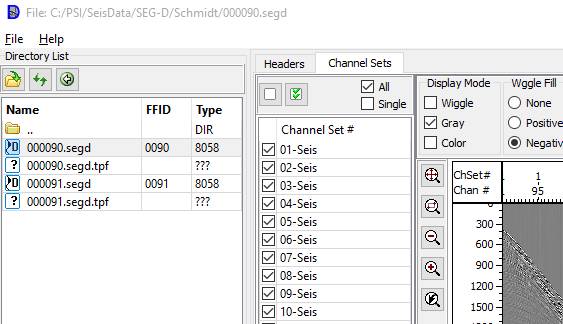 File: C:/PSI/SeisData/SEG-D/Schmidt/000090.segd
File Help
Directory List
Name FFID Type
.. DIR
000090.segd 0090 8058
000090.segd.tpf ???
000091.segd 0091 8058
000091.segd.tpf ???
Headers Channel Sets
All
Single
Channel Set #
01-Seis
02-Seis
03-Seis
04-Seis
05-Seis
06-Seis
07-Seis
08-Seis
09-Seis
10-Seis
Display Mode
Wiggle
Gray
Color
Wggle Fill
None
Positive
Negativ
ChSet# 1
Chan # 95
0
300
600
900
1200
1500